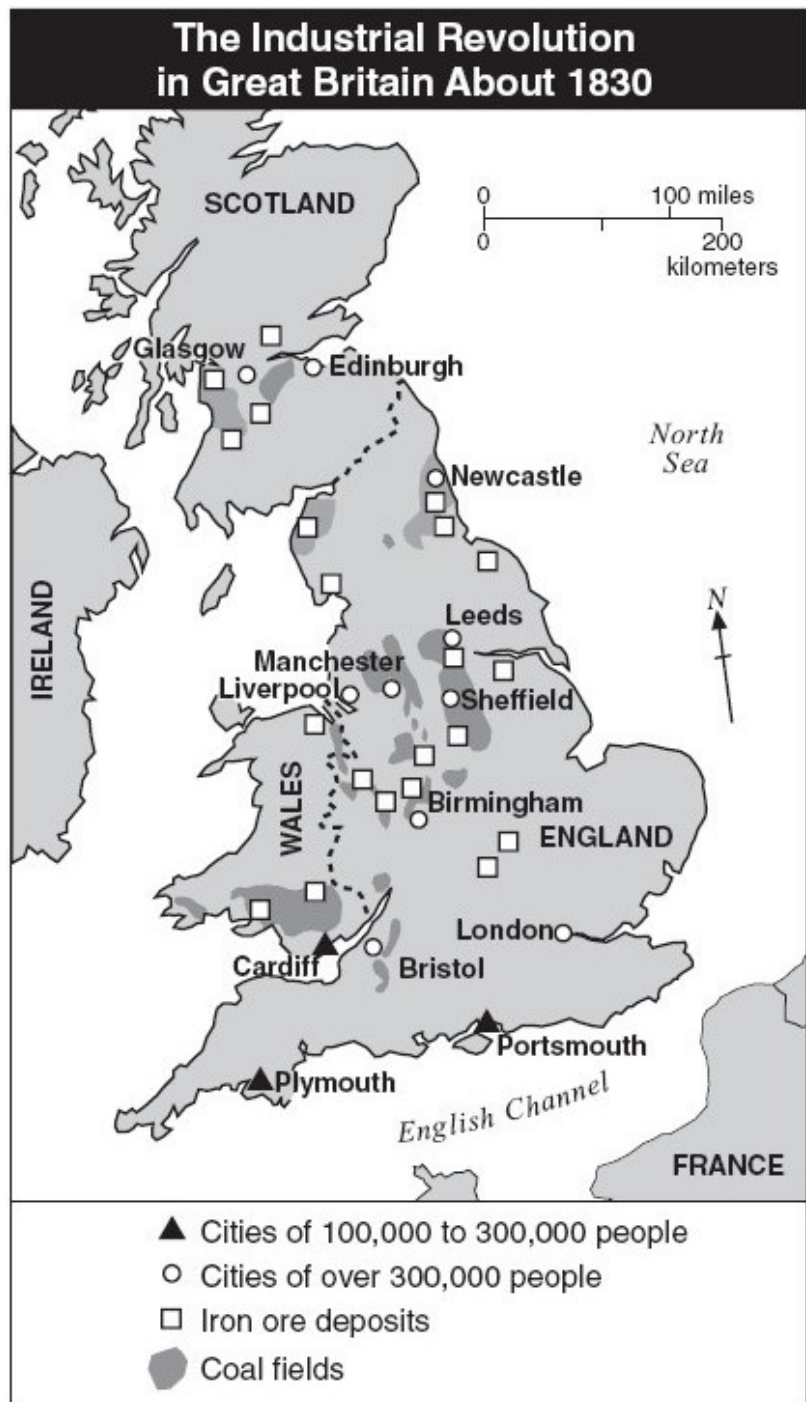 The Industrial Revolution
in Great Britain About 1830
SCOTLAND
0 100 miles
0 200
kilometers
Glasgow
Edinburgh
North
Sea
Newcastle
N
IRELAND
Leeds
Manchester
Liverpool
Sheffield
WALES
Birmingham
ENGLAND
London
Cardiff
Bristol
Portsmouth
Plymouth
English Channel
FRANCE
Cities of 100,000 to 300,000 people
Cities of over 300,000 people
Iron ore deposits
Coal fields